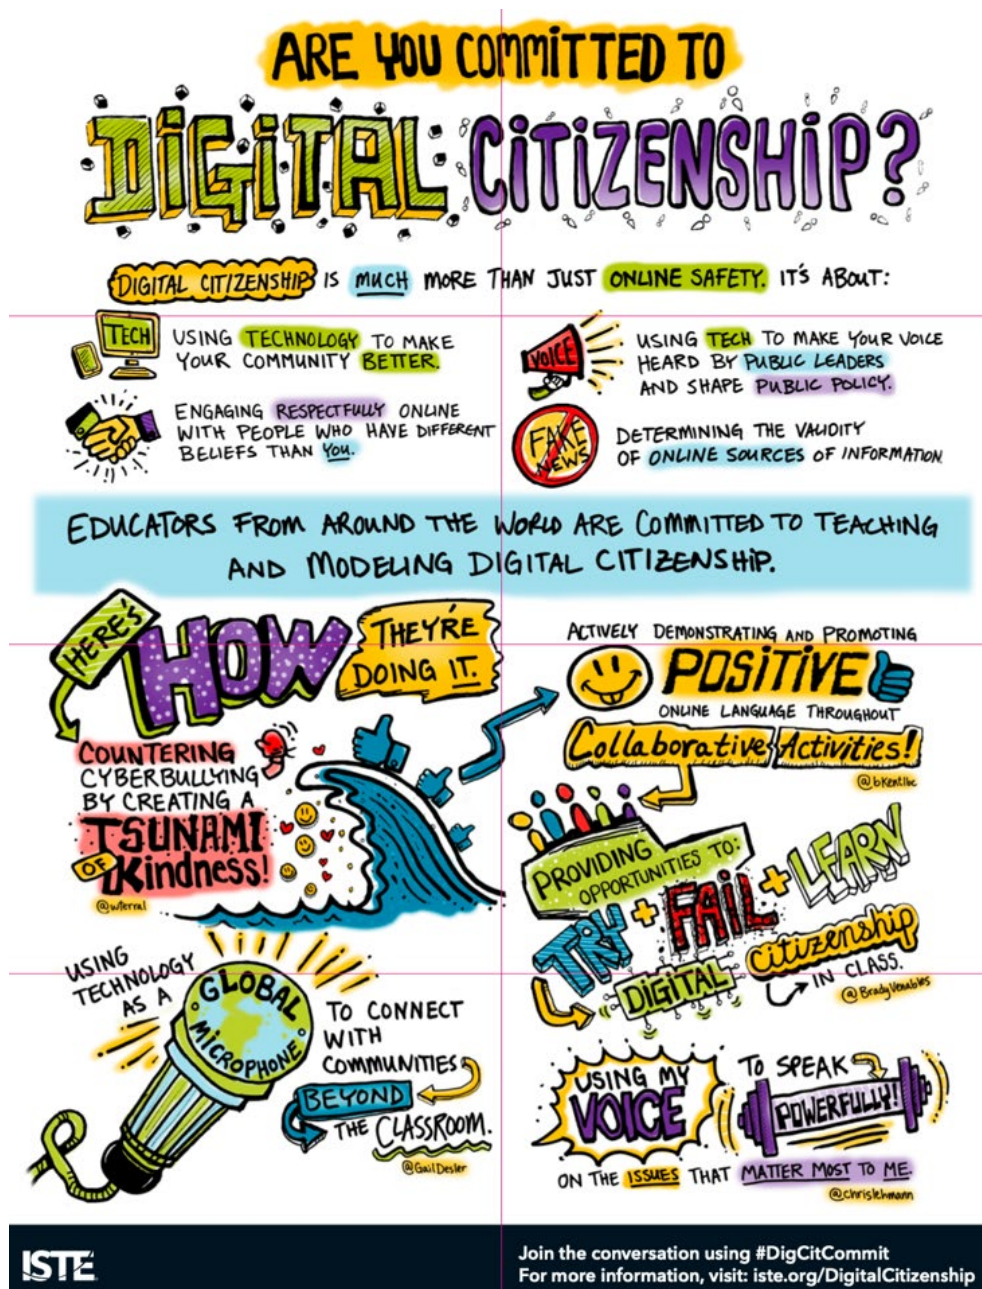 ARE YOU COMMITTED TO
DIGITAL CITIZENSHIP?
DIGITAL CITIZENSHIP IS MUCH MORE THAN JUST ONLINE SAFETY. IT'S ABOUT:
TECH
USING TECHNOLOGY TO MAKE
YOUR COMMUNITY BETTER.
ENGAGING RESPECTFULLY ONLINE
WITH PEOPLE WHO HAVE DIFFERENT
BELIEFS THAN YOU.
VOICE
USING TECH TO MAKE YOUR VOICE
HEARD BY PUBLIC LEADERS
AND SHAPE PUBLIC POLICY.
FAKE
NEWS
DETERMINING THE VALIDITY
OF ONLINE SOURCES OF INFORMATION.
EDUCATORS FROM AROUND THE WORLD ARE COMMITTED TO TEACHING
AND MODELING DIGITAL CITIZENSHIP.
HERE'S
HOW
THEY'RE
DOING IT.
COUNTERING
CYBERBULLYING
BY CREATING A
TSUNAMI
OF Kindness!
@wterral
ACTIVELY DEMONSTRATING AND PROMOTING
POSITIVE
ONLINE LANGUAGE THROUGHOUT
Collaborative Activities!
@bKentlbc
PROVIDING
OPPORTUNITIES TO:
TRY + FAIL + LEARN
DIGITAL citizenship
IN CLASS.
@BradyVenables
USING
TECHNOLOGY
AS A
GLOBAL
MICROPHONE
TO CONNECT
WITH
COMMUNITIES
BEYOND
THE CLASSROOM.
@GailDesler
USING MY
VOICE
TO SPEAK
POWERFULLY!
ON THE ISSUES THAT MATTER MOST TO ME.
@chrislehmann
ISTE
Join the conversation using #DigCitCommit
For more information, visit: iste.org/DigitalCitizenship